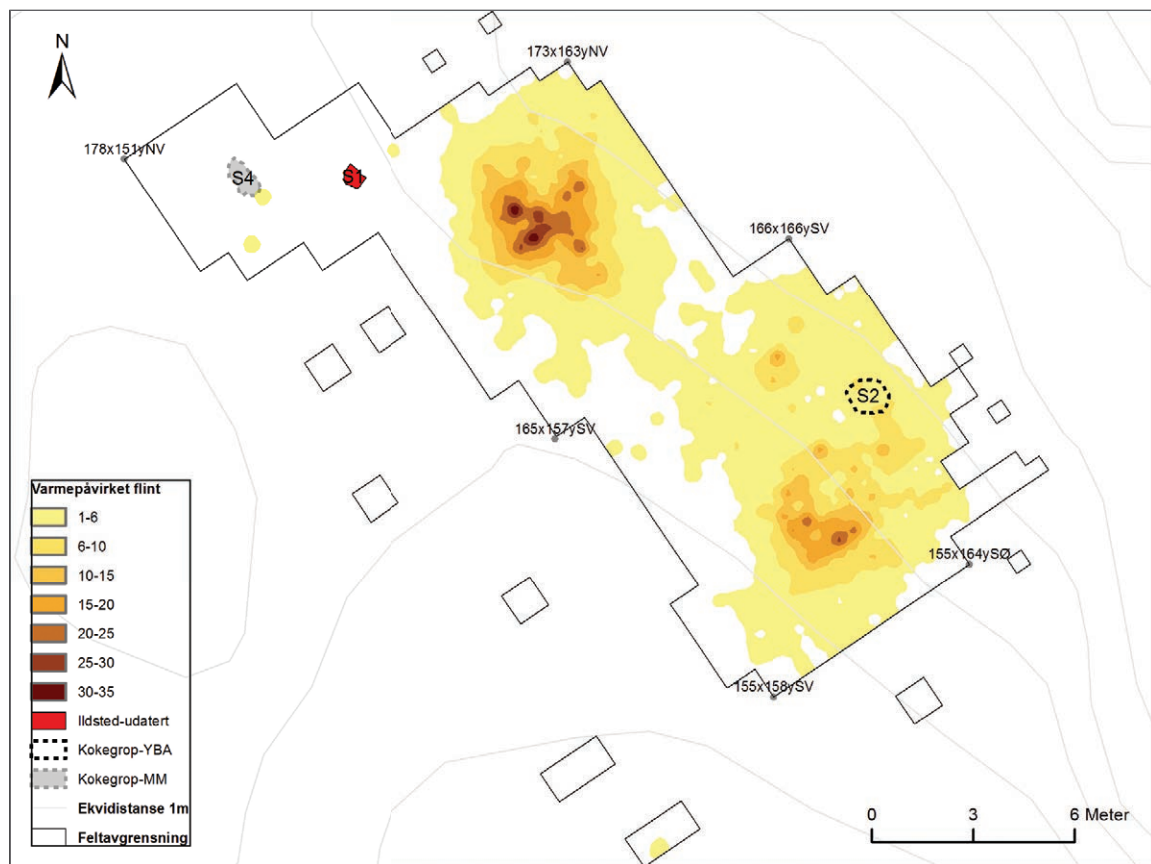 N
173x163yNV
178x151yNV
S4
S1
166x166ySV
S2
165x157ySV
155x164ySØ
155x158ySV
Varmepåvirket flint
1-6
6-10
10-15
15-20
20-25
25-30
30-35
Ildsted-udatert
Kokegrop-YBA
Kokegrop-MM
Ekvidistanse 1m
Feltavgrensning
0 3 6 Meter